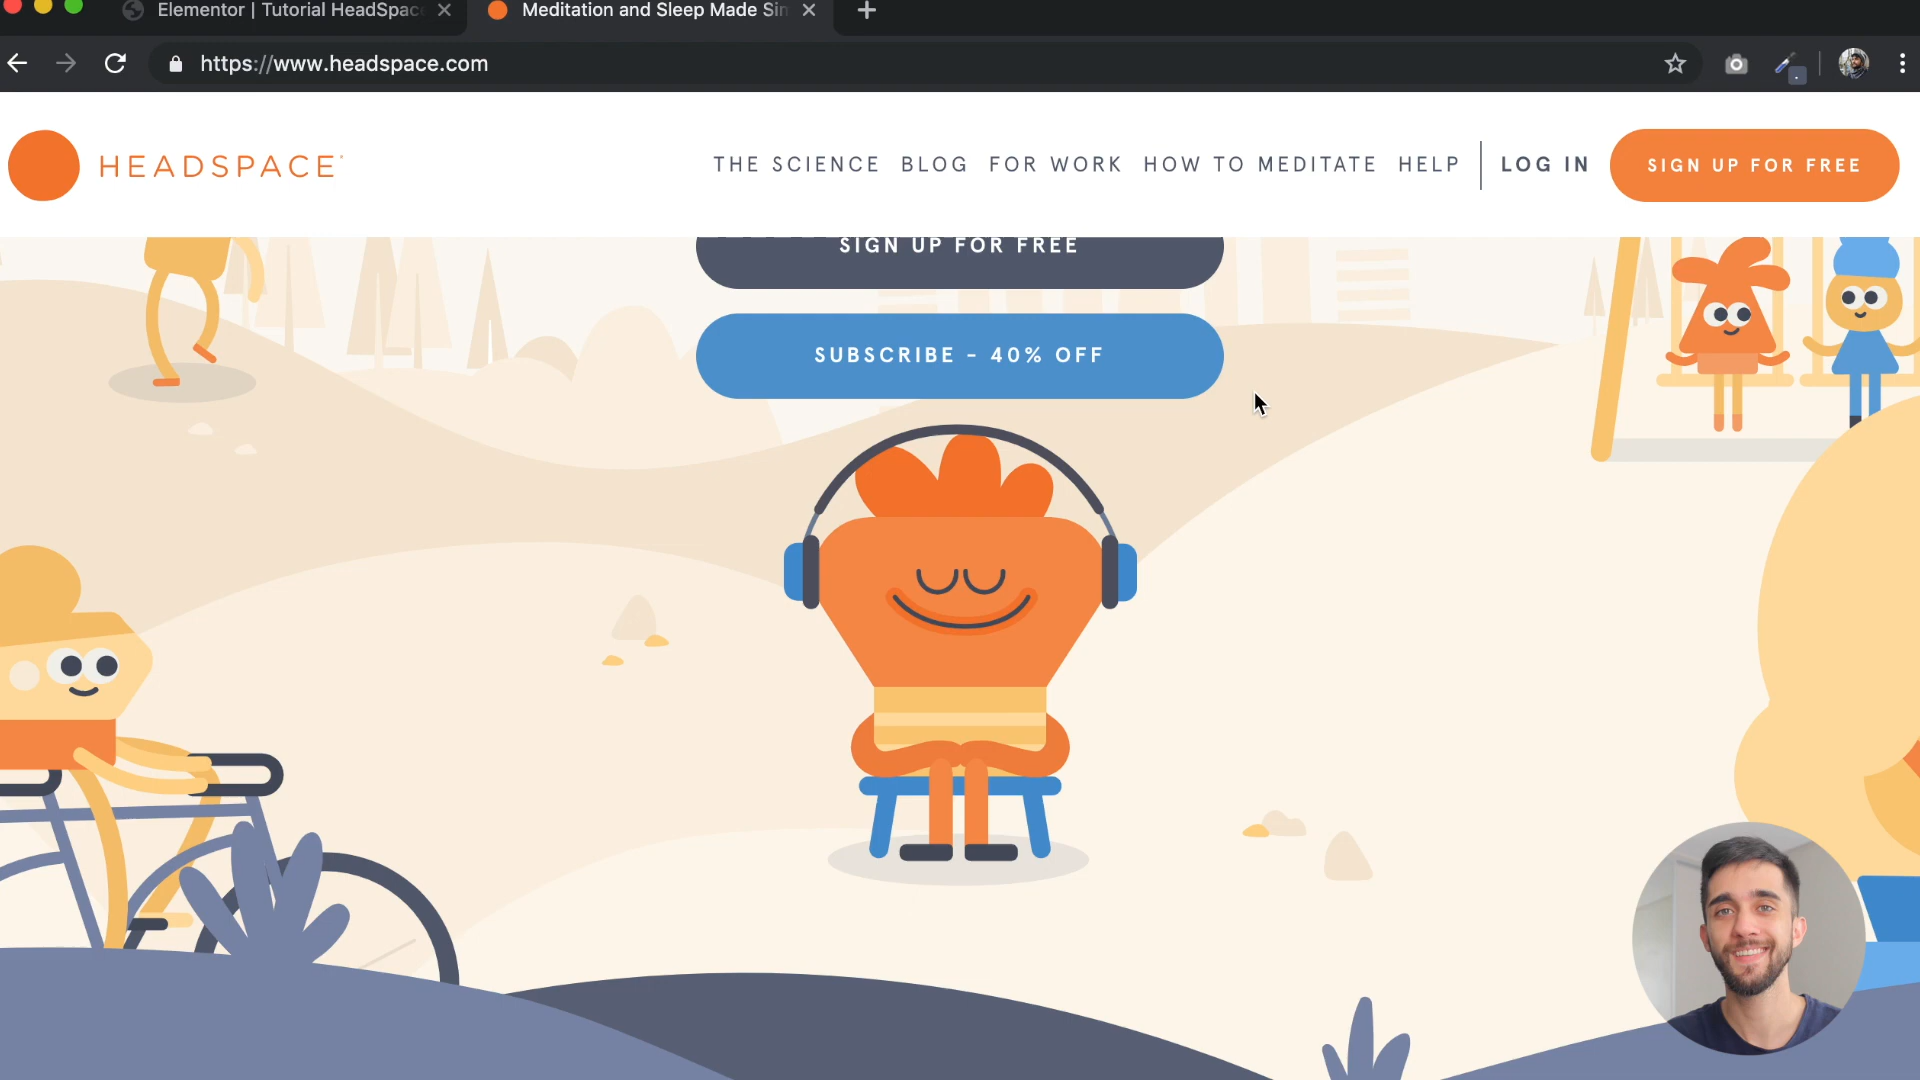 Elementor | Tutorial HeadSpac
Meditation and Sleep Made Sim
https://www.headspace.com
HEADSPACE
THE SCIENCE BLOG FOR WORK HOW TO MEDITATE HELP LOG IN SIGN UP FOR FREE
SIGN UP FOR FREE
SUBSCRIBE - 40% OFF